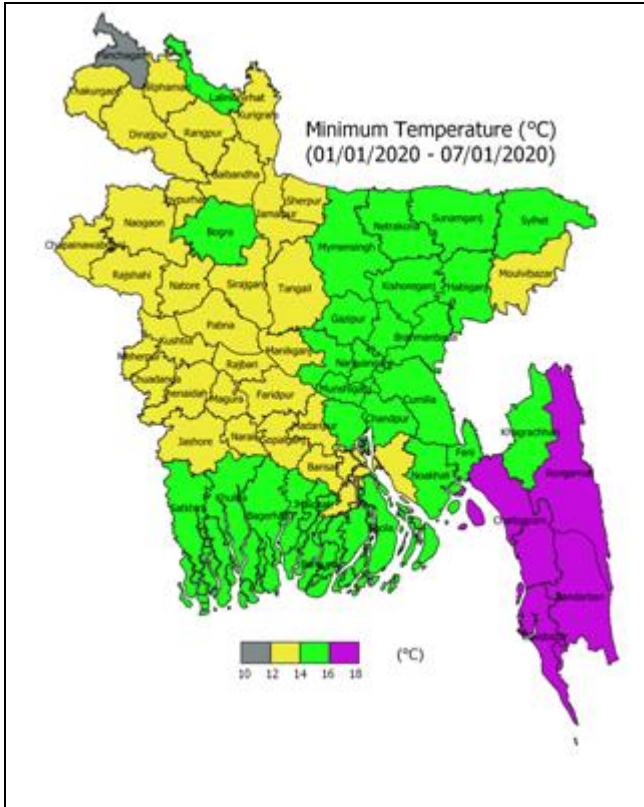 Panchagarh
Thakurgaon
Nilphamari
Lalmonirhat
Kurigram
Dinajpur
Rangpur
Minimum Temperature (°C)
(01/01/2020 - 07/01/2020)
Gaibandha
Joypurhat
Sherpur
Jamalpur
Naogaon
Bogra
Netrakona
Sunamganj
Sylhet
Mymensingh
Chapainawabganj
Rajshahi
Natore
Sirajganj
Tangail
Kishoreganj
Habiganj
Moulvibazar
Gazipur
Pabna
Kushtia
Manikganj
Brahmanbaria
Meherpur
Rajbari
Narayanganj
Chuadanga
Munshiganj
Jhenaidah
Magura
Faridpur
Cumilla
Khagrachhari
Madaripur
Chandpur
Jashore
Narail
Gopalganj
Feni
Rangamati
Barisal
Noakhali
Satkhira
Khulna
Bagerhat
Bhola
Chattogram
Bandarban
(°C)
10 12 14 16 18